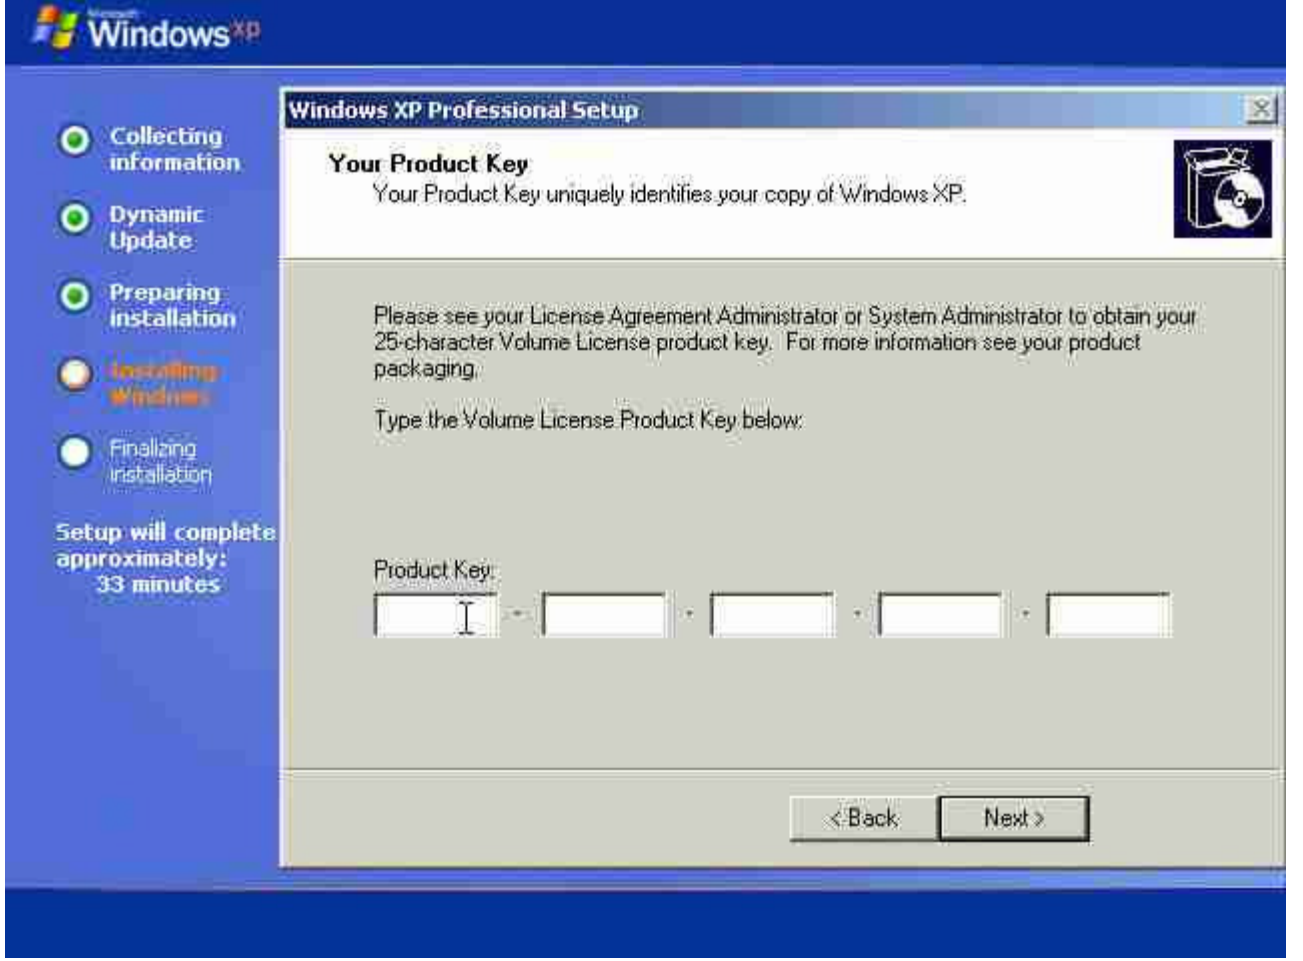 Microsoft
Windows xp
Windows XP Professional Setup
Collecting
information
Dynamic
Update
Preparing
installation
Installing
Windows
Finalizing
installation
Setup will complete
approximately:
33 minutes
Your Product Key
Your Product Key uniquely identifies your copy of Windows XP.
Please see your License Agreement Administrator or System Administrator to obtain your
25-character Volume License product key. For more information see your product
packaging.
Type the Volume License Product Key below:
Product Key:
- - - -
< Back
Next >